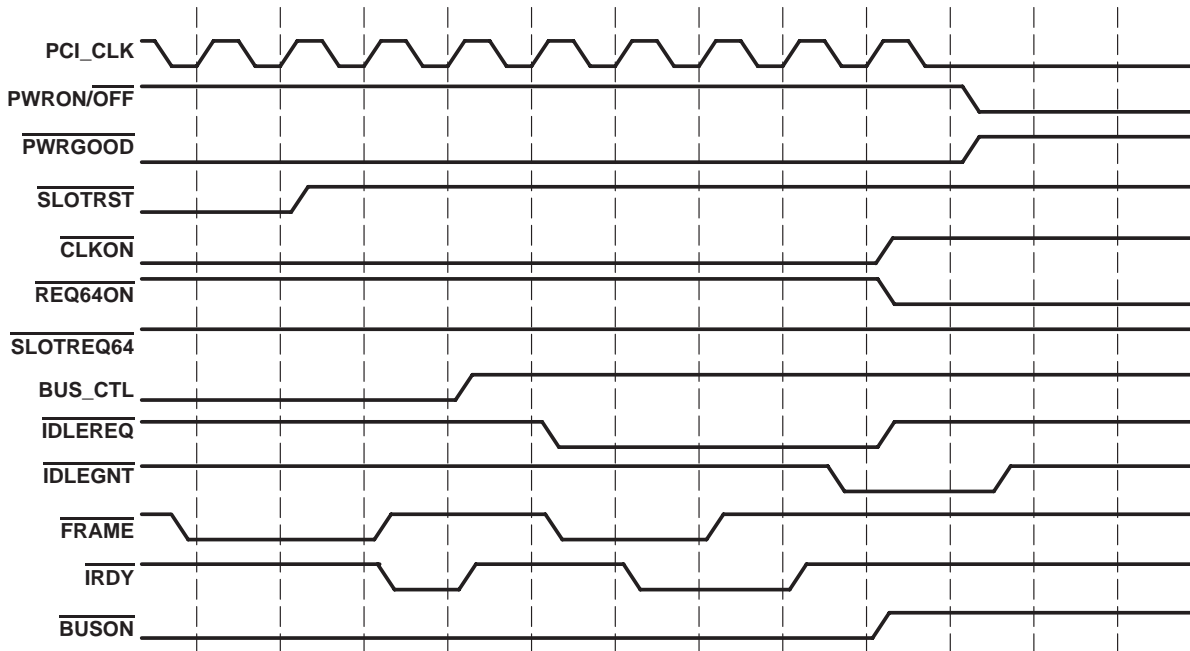 PCI_CLK
PWRON/OFF
PWRGOOD
SLOTRST
CLKON
REQ64ON
SLOTREQ64
BUS_CTL
IDLEREQ
IDLEGNT
FRAME
IRDY
BUSON